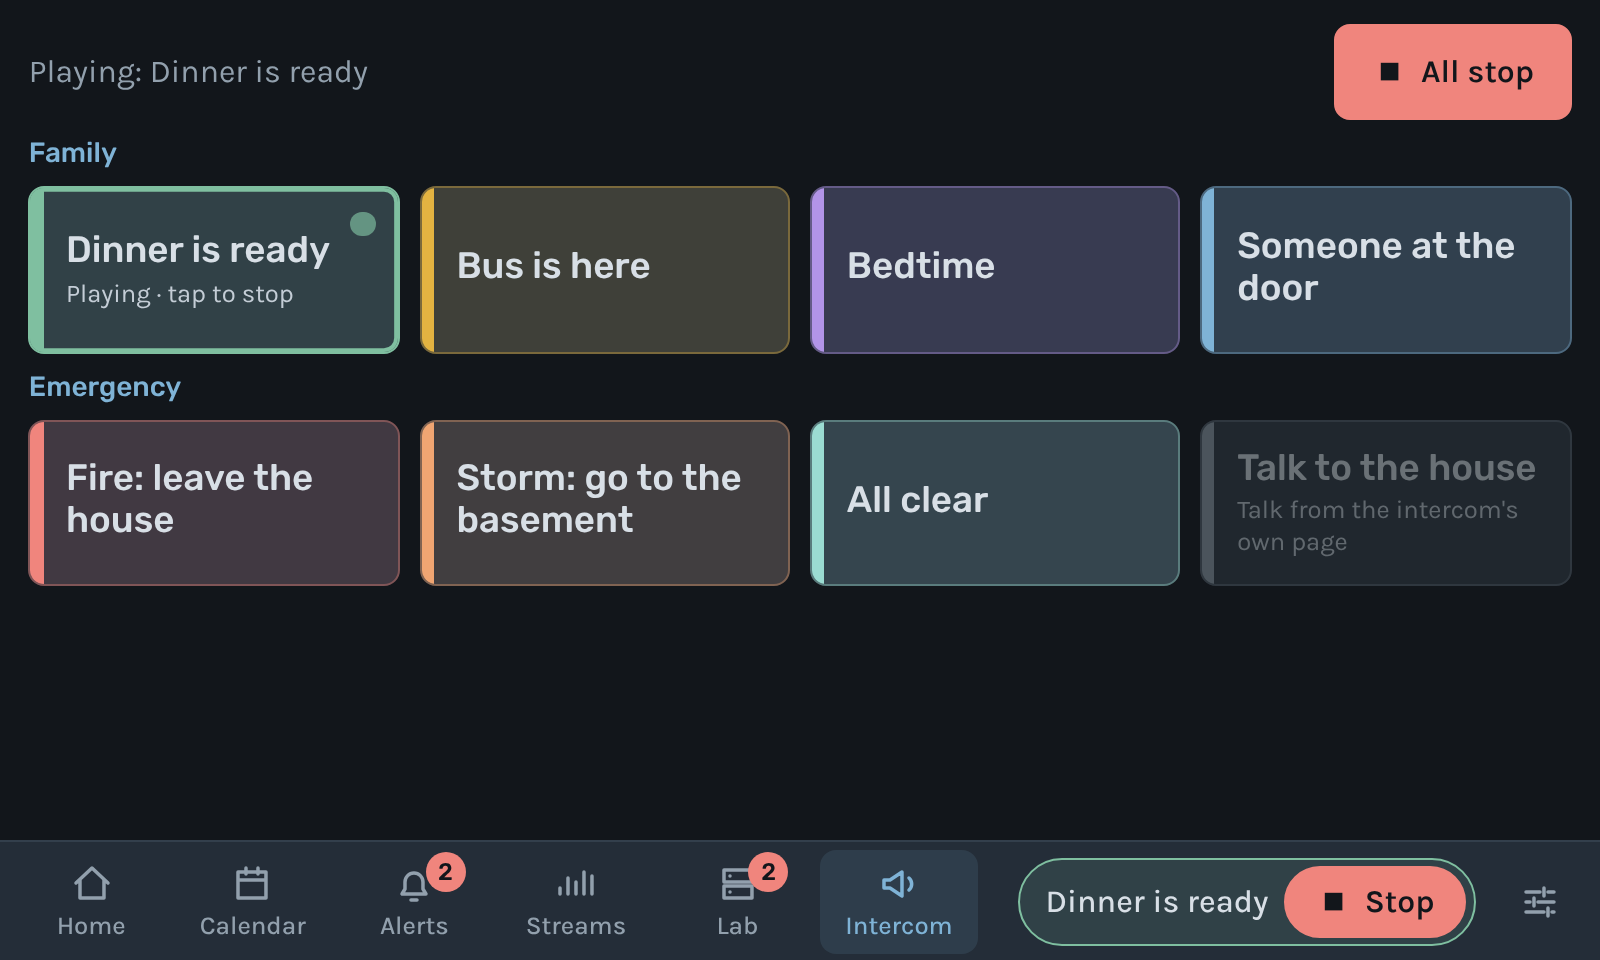 Playing: Dinner is ready
All stop
Family
Dinner is ready
Playing · tap to stop
Bus is here
Bedtime
Someone at the
door
Emergency
Fire: leave the
house
Storm: go to the
basement
All clear
Talk to the house
Talk from the intercom's
own page
Home
Calendar
2
Alerts
Streams
2
Lab
Intercom
Dinner is ready
Stop